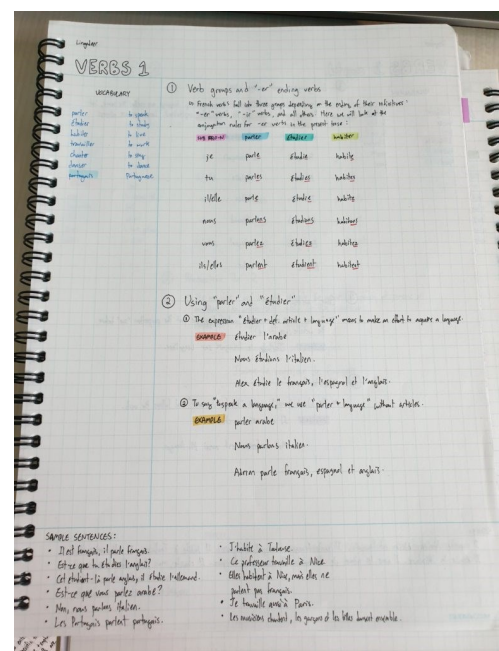 Lingolser
VERBS 1
VOCABULARY
parler to speak
étudier to study
habiter to live
travailler to work
chanter to sing
danser to dance
portugais Portuguese
① Verb groups and "-er" ending verbs
French verbs fall into three groups depending on the ending of their infinitives:
"-er" verbs, "-ir" verbs, and all others. Here we will look at the
conjugation rules for -er verbs in the present tense:
parler étudier habiter
je parle étudie habite
tu parles étudies habites
il/elle parle étudie habite
nous parlons étudions habitons
vous parlez étudiez habitez
ils/elles parlent étudient habitent
② Using "parler" and "étudier"
① The expression "étudier + def. article + language" means to make an effort to acquire a language.
EXAMPLE étudier l'arabe
Nous étudions l'italien.
Alex étudie le français, l'espagnol et l'anglais.
② To say "to speak a language," we use "parler + language" without articles.
EXAMPLE parler arabe
Nous parlons italien.
parle français, espagnol et anglais.
SAMPLE SENTENCES:
• Il est français, il parle français.
• Est-ce que tu étudies l'anglais?
• Cet étudiant-là parle anglais, il étudie l'allemand.
• Est-ce que vous parlez arabe?
• Non, nous parlons italien.
• Les Portugais parlent portugais.
• J'habite à Toulouse.
• Ce professeur travaille à Nice.
• Elles habitent à Nice, mais elles ne
parlent pas français.
• Je travaille aussi à Paris.
• Les musiciens chantent, les garçons et les filles dansent ensemble.